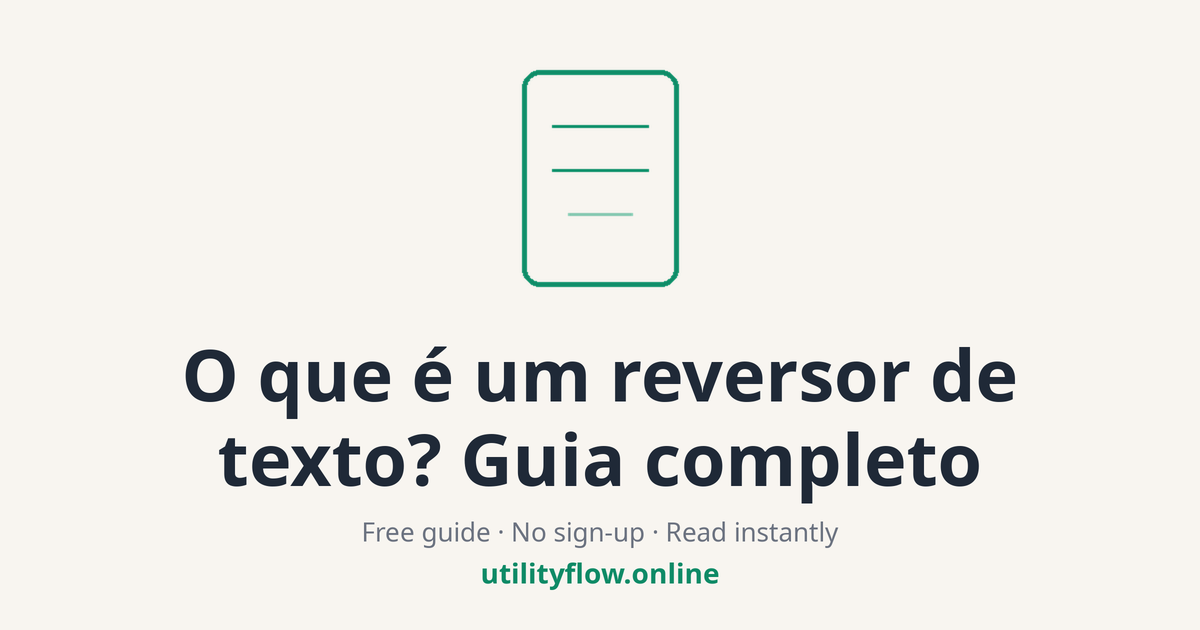 O que é um reversor de
texto? Guia completo
Free guide · No sign-up · Read instantly
utilityflow.online